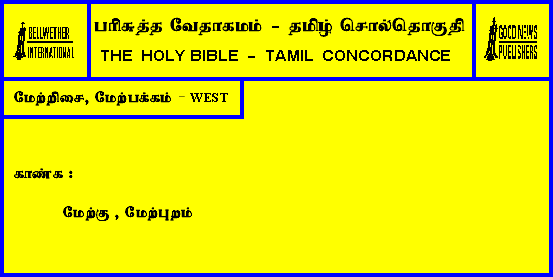 BELLWETHER
INTERNATIONAL
பரிசுத்த வேதாகமம் - தமிழ் சொல்தொகுதி
THE HOLY BIBLE - TAMIL CONCORDANCE
GOOD NEWS
PUBLISHERS
மேற்றிசை, மேற்பக்கம் - WEST
காண்க :
மேற்கு , மேற்புறம்